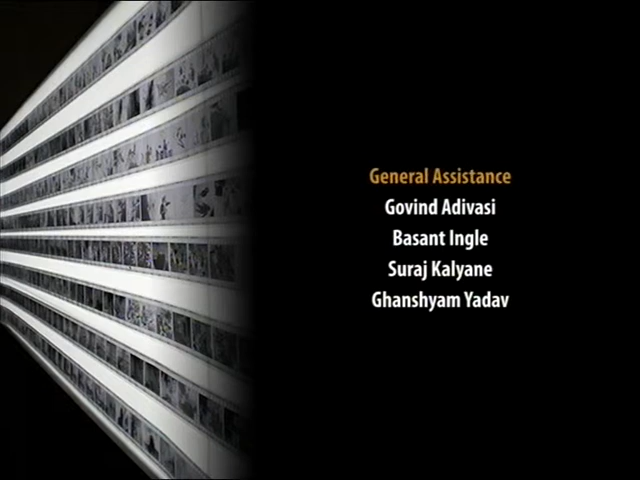 General Assistance
Govind Adivasi
Basant Ingle
Suraj Kalyane
Ghanshyam Yadav